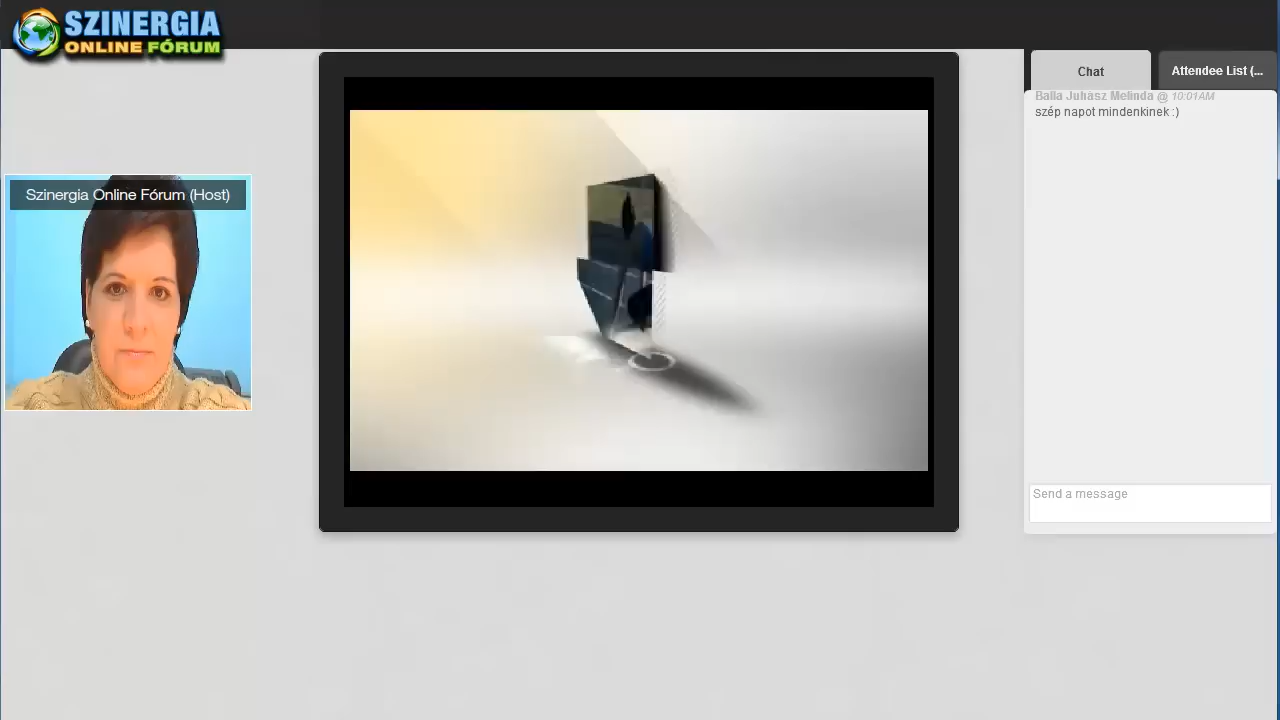 SZINERGIA
ONLINE FÓRUM
Szinergia Online Fórum (Host)
Chat
Attendee List (...
Balla Juhász Melinda @ 10:01AM
szép napot mindenkinek :)
Send a message